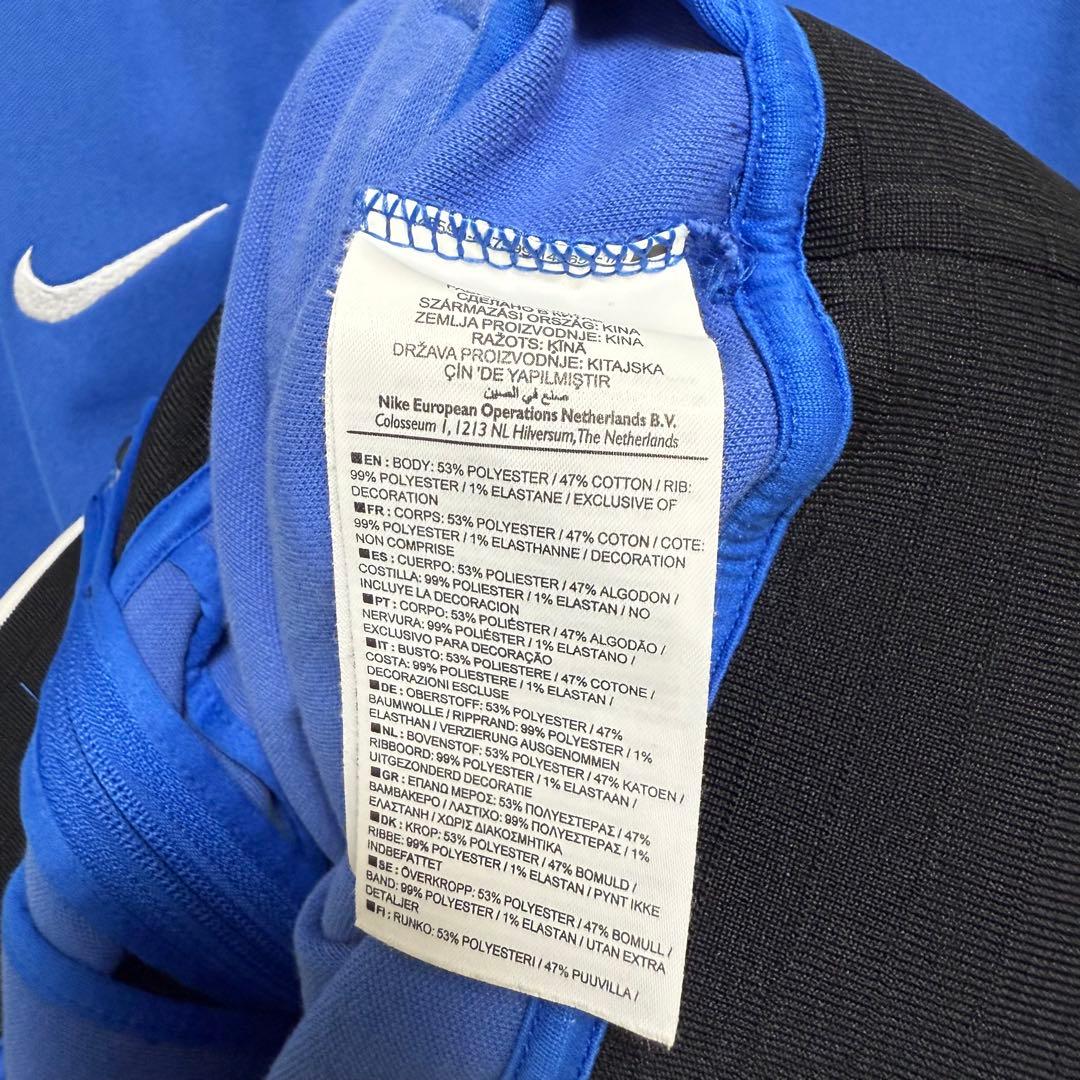 СДЕЛАНО В
SZÁRMAZÁSI ORSZÁG: KINA
ZEMLJA PROIZVODNJE: KINA
RAŽOTS: ĶĪNĀ
DRŽAVA PROIZVODNJE: KITAJSKA
ÇİN 'DE YAPILMIŞTIR
صنع في الصين
Nike European Operations Netherlands B.V.
Colosseum 1, 1213 NL Hilversum, The Netherlands
EN : BODY: 53% POLYESTER / 47% COTTON / RIB:
99% POLYESTER / 1% ELASTANE / EXCLUSIVE OF
DECORATION
FR : CORPS: 53% POLYESTER / 47% COTON / COTE:
99% POLYESTER / 1% ELASTHANNE / DECORATION
NON COMPRISE
ES : CUERPO: 53% POLIESTER / 47% ALGODON /
COSTILLA: 99% POLIESTER / 1% ELASTAN / NO
INCLUYE LA DECORACION
PT : CORPO: 53% POLIÉSTER / 47% ALGODÃO /
NERVURA: 99% POLIÉSTER / 1% ELASTANO /
EXCLUSIVO PARA DECORAÇÃO
IT : BUSTO: 53% POLIESTERE / 47% COTONE /
COSTA: 99% POLIESTERE / 1% ELASTAN /
DECORAZIONI ESCLUSE
DE : OBERSTOFF: 53% POLYESTER / 47%
BAUMWOLLE / RIPPRAND: 99% POLYESTER / 1%
ELASTHAN / VERZIERUNG AUSGENOMMEN
NL : BOVENSTOF: 53% POLYESTER / 47% KATOEN /
RIBBOORD: 99% POLYESTER / 1% ELASTAAN /
UITGEZONDERD DECORATIE
GR : ΕΠΑΝΩ ΜΕΡΟΣ: 53% ΠΟΛΥΕΣΤΕΡΑΣ / 47%
ΒΑΜΒΑΚΕΡΟ / ΛΑΣΤΙΧΟ: 99% ΠΟΛΥΕΣΤΕΡΑΣ / 1%
ΕΛΑΣΤΑΝΗ / ΧΩΡΙΣ ΔΙΑΚΟΣΜΗΤΙΚΑ
DK : KROP: 53% POLYESTER / 47% BOMULD /
RIBBE: 99% POLYESTER / 1% ELASTAN / PYNT IKKE
INDBEFATTET
SE : ÖVERKROPP: 53% POLYESTER / 47% BOMULL /
BAND: 99% POLYESTER / 1% ELASTAN / UTAN EXTRA
DETALJER
FI : RUNKO: 53% POLYESTERI / 47% PUUVILLA /